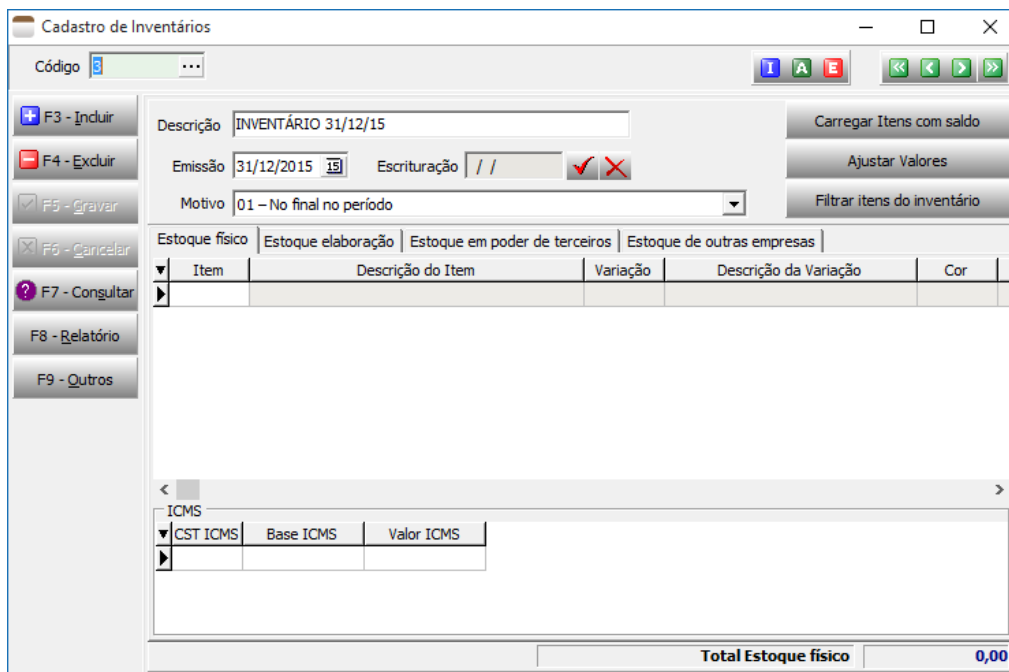 Cadastro de Inventários
Código 3 ...
I A E
F3 - Incluir
F4 - Excluir
F5 - Gravar
F6 - Cancelar
F7 - Consultar
F8 - Relatório
F9 - Outros
Descrição INVENTÁRIO 31/12/15
Emissão 31/12/2015 15 Escrituração / /
Motivo 01 – No final no período
Carregar Itens com saldo
Ajustar Valores
Filtrar itens do inventário
Estoque físico Estoque elaboração Estoque em poder de terceiros Estoque de outras empresas
Item Descrição do Item Variação Descrição da Variação Cor
ICMS
CST ICMS Base ICMS Valor ICMS
Total Estoque físico 0,00